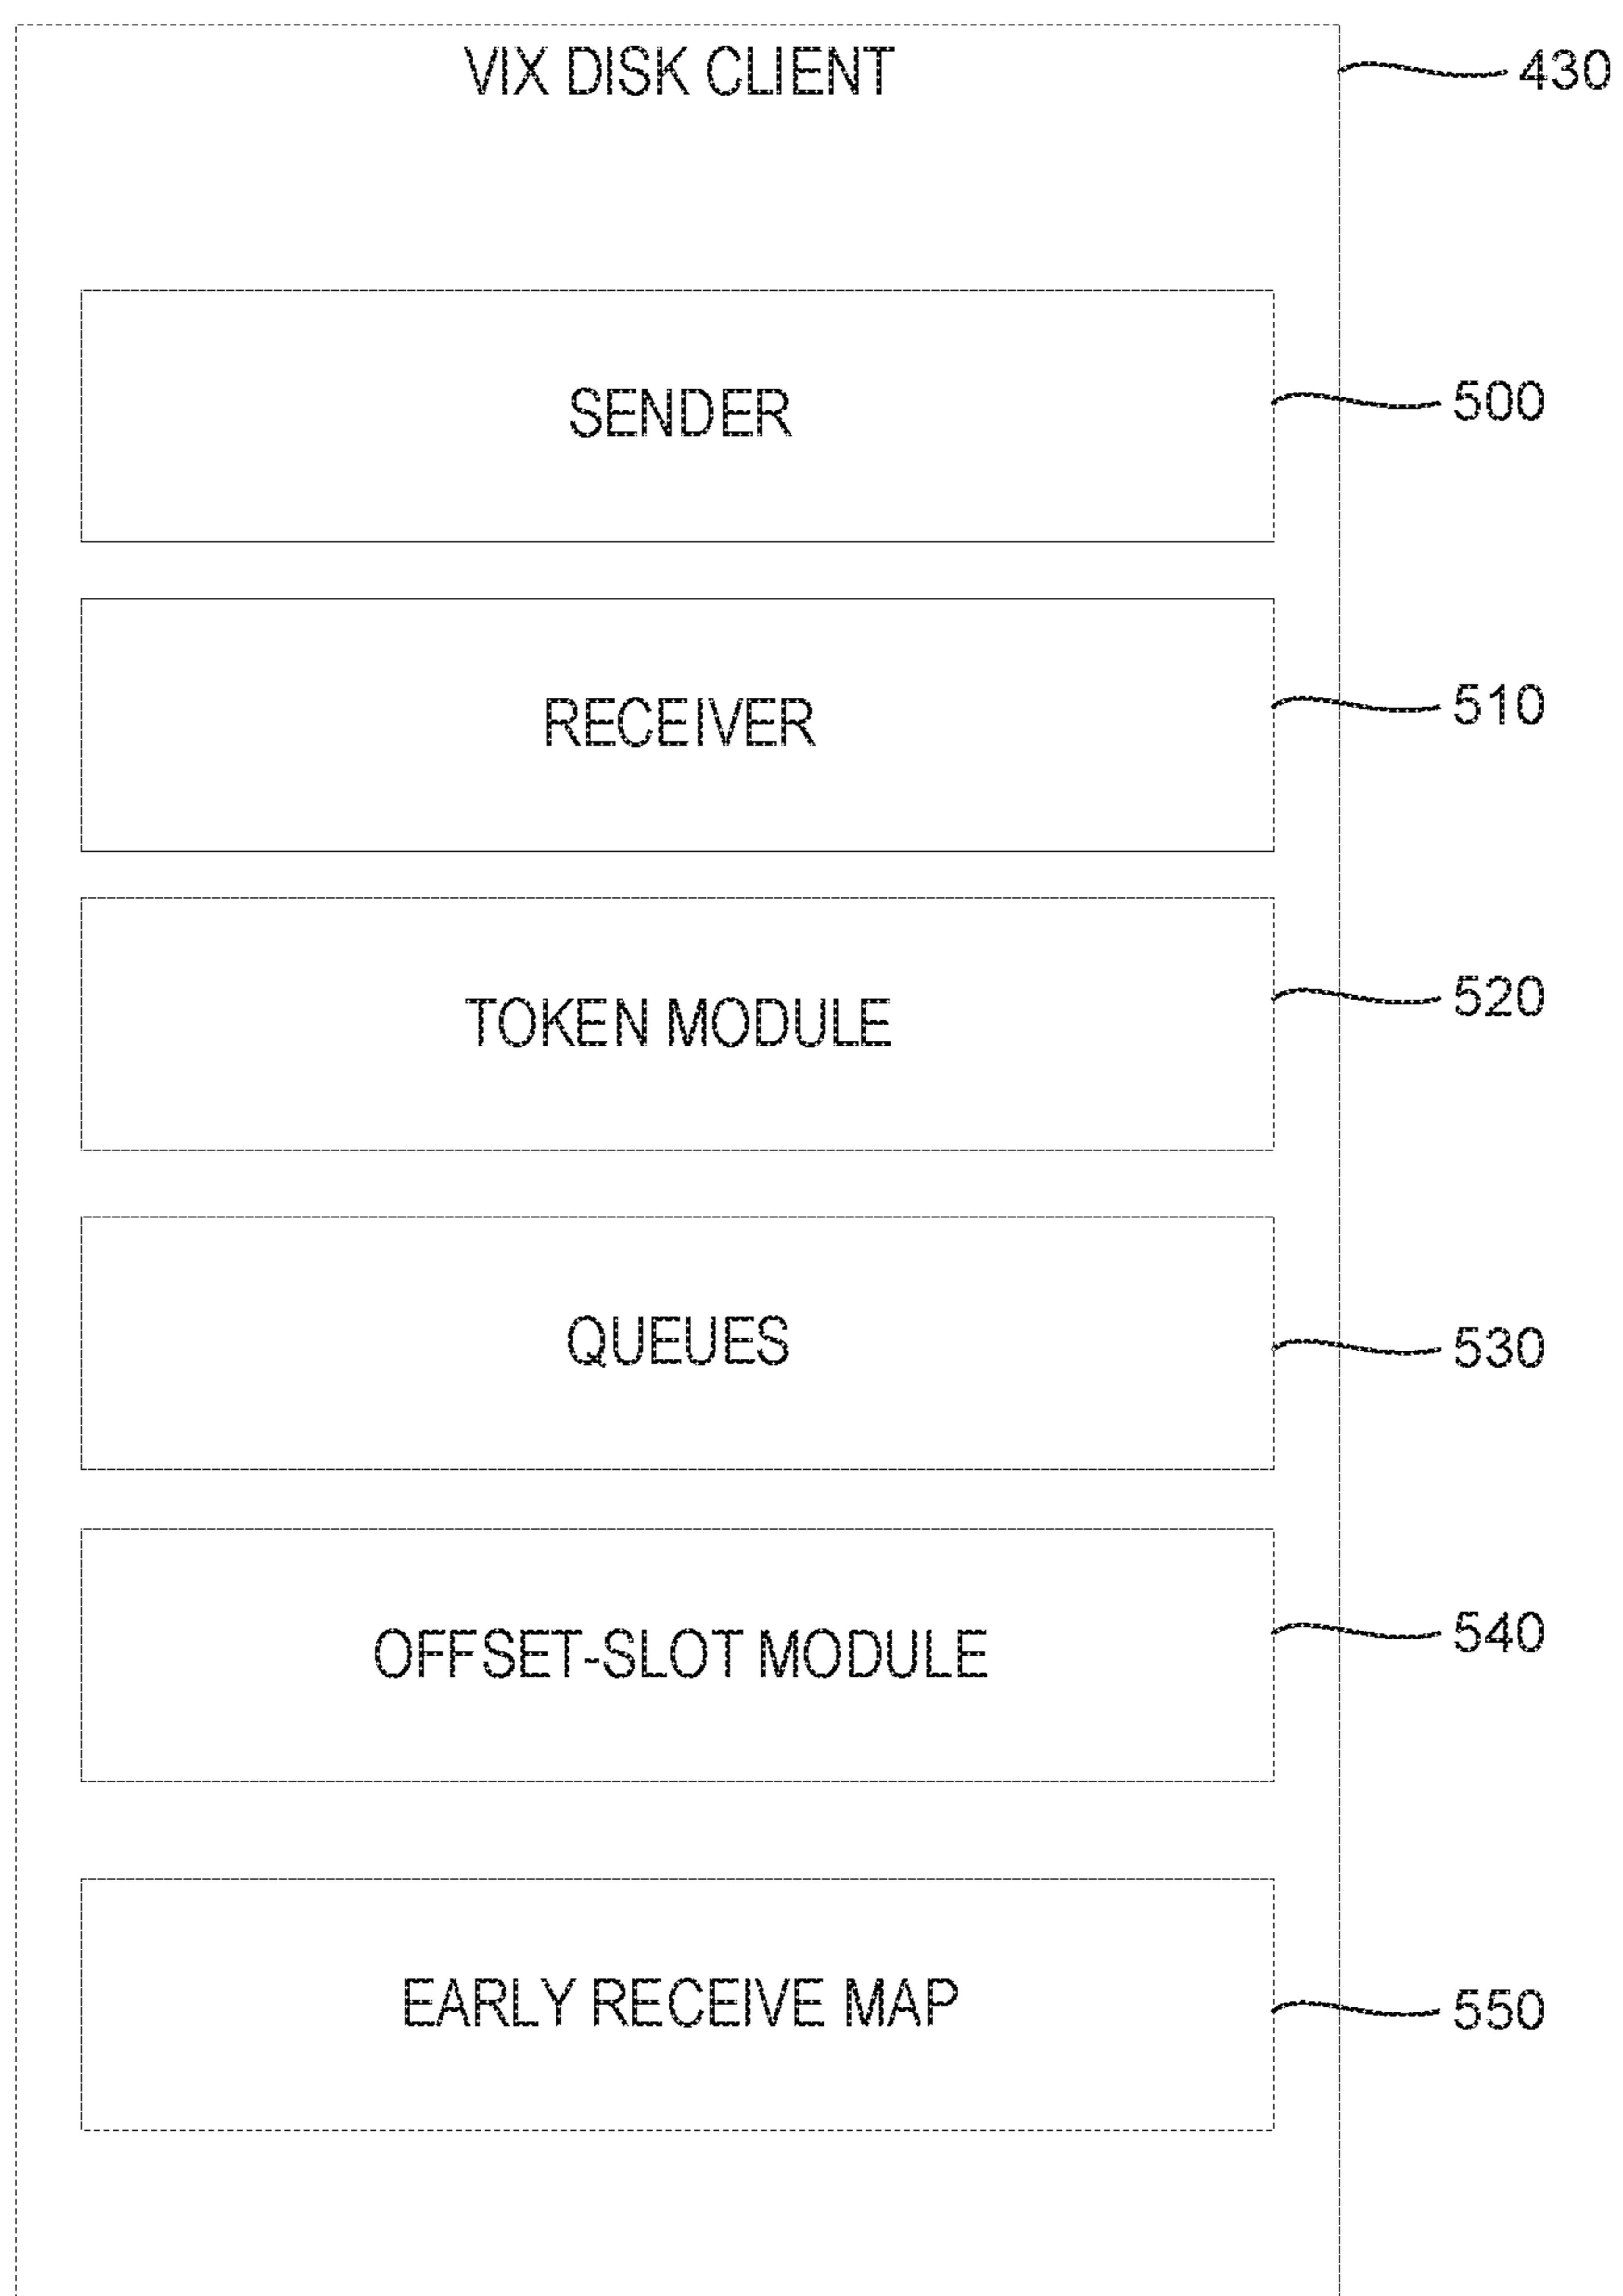 VIX DISK CLIENT 430
SENDER 500
RECEIVER 510
TOKEN MODULE 520
QUEUES 530
OFFSET-SLOT MODULE 540
EARLY RECEIVE MAP 550